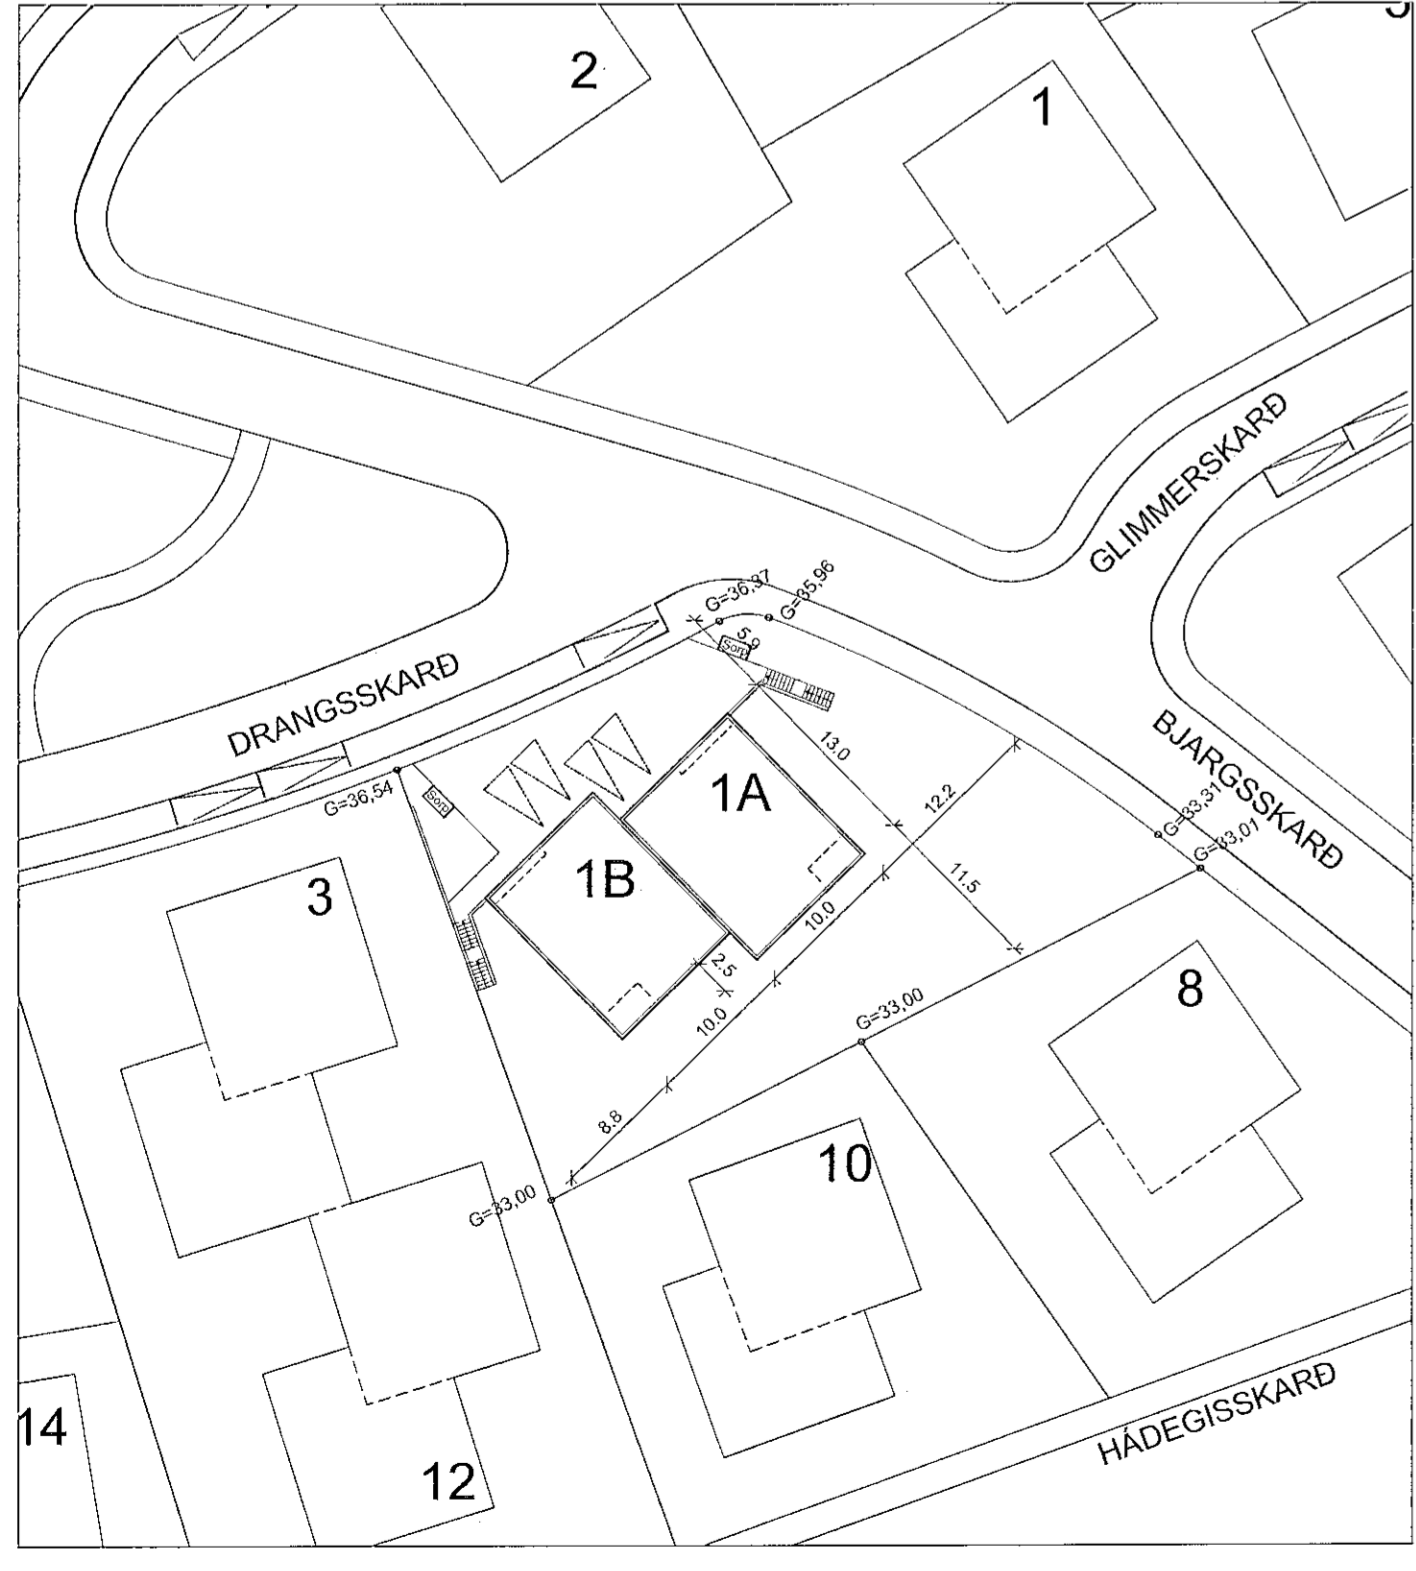 2
1
G=36,37
G=35,96
GLIMMERSKARÐ
5.9
Sorp
DRANGSSKARÐ
13.0
BJARGSSKARÐ
G=36,54
Sorp
1A
12.2
G=33,31
G=33,01
3
1B
11.5
10.0
2.5
8
10.0
G=33,00
8.8
10
G=33,00
HÁDEGISSKARÐ
14
12